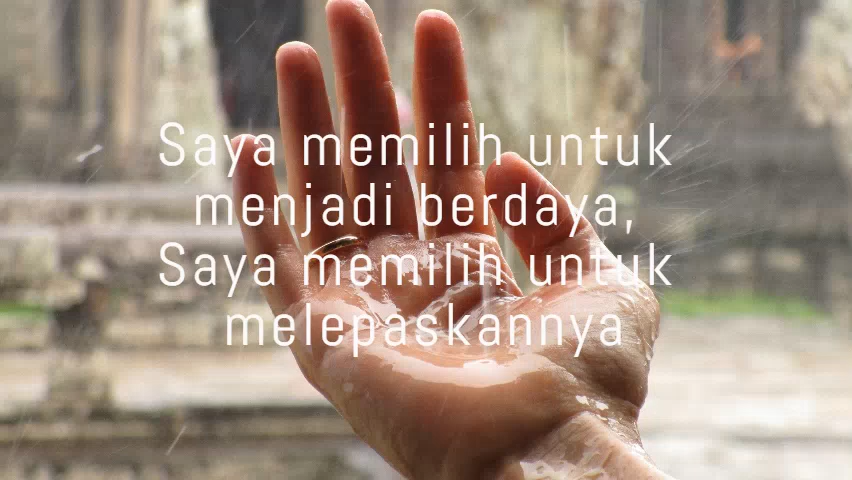 Saya memilih untuk
menjadi berdaya,
Saya memilih untuk
melepaskannya